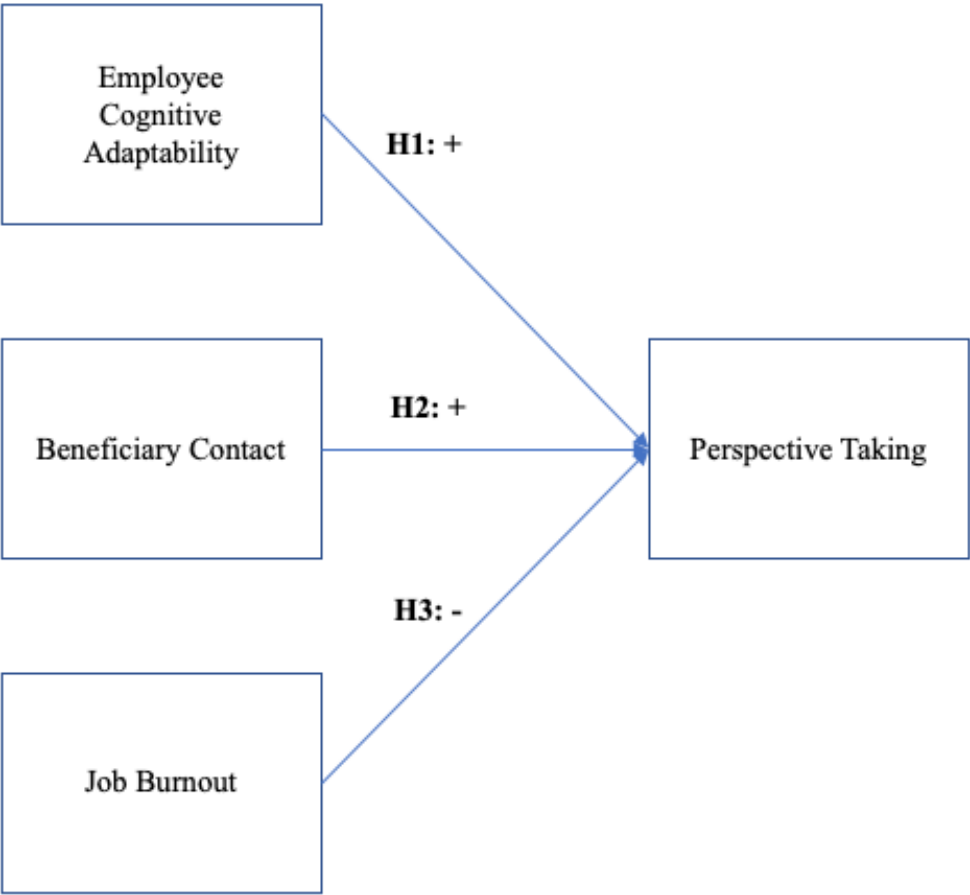 Employee
Cognitive
Adaptability
H1: +
Beneficiary Contact
H2: +
Perspective Taking
H3: -
Job Burnout